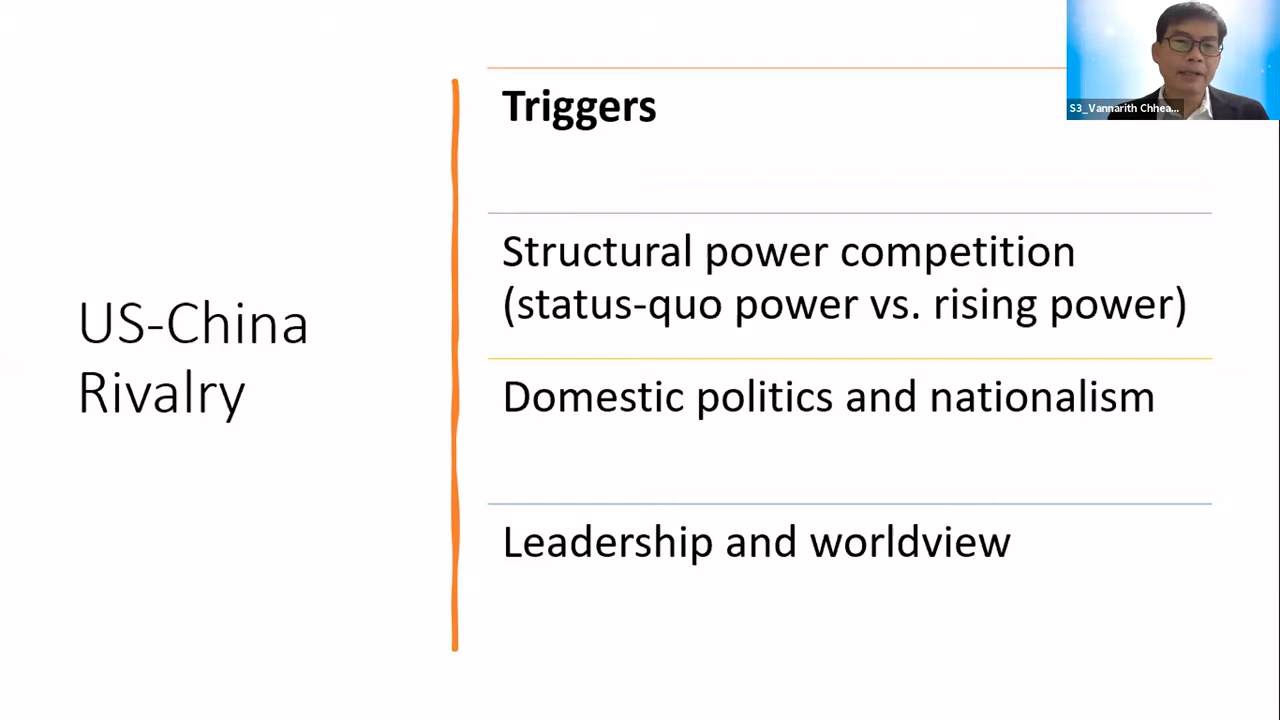 US-China
Rivalry
Triggers
Structural power competition
(status-quo power vs. rising power)
Domestic politics and nationalism
Leadership and worldview
S3_Vannarith Chhea...